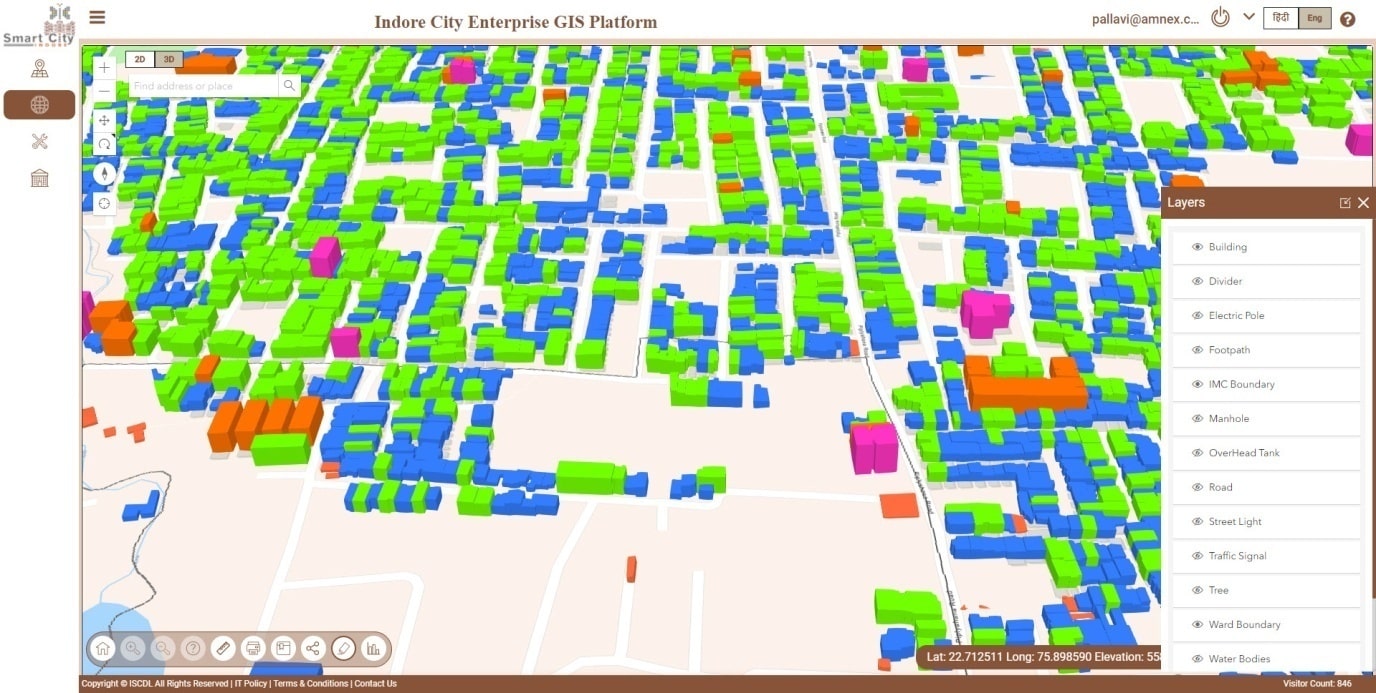 Smart City
INDORE
Indore City Enterprise GIS Platform
pallavi@amnex.c...
हिंदी
Eng
2D
3D
Find address or place
Layers
Building
Divider
Electric Pole
Footpath
IMC Boundary
Manhole
OverHead Tank
Road
Street Light
Traffic Signal
Tree
Ward Boundary
Water Bodies
Lat: 22.712511 Long: 75.898590 Elevation: 55
Copyright © ISCDL All Rights Reserved | IT Policy | Terms & Conditions | Contact Us
Visitor Count: 846